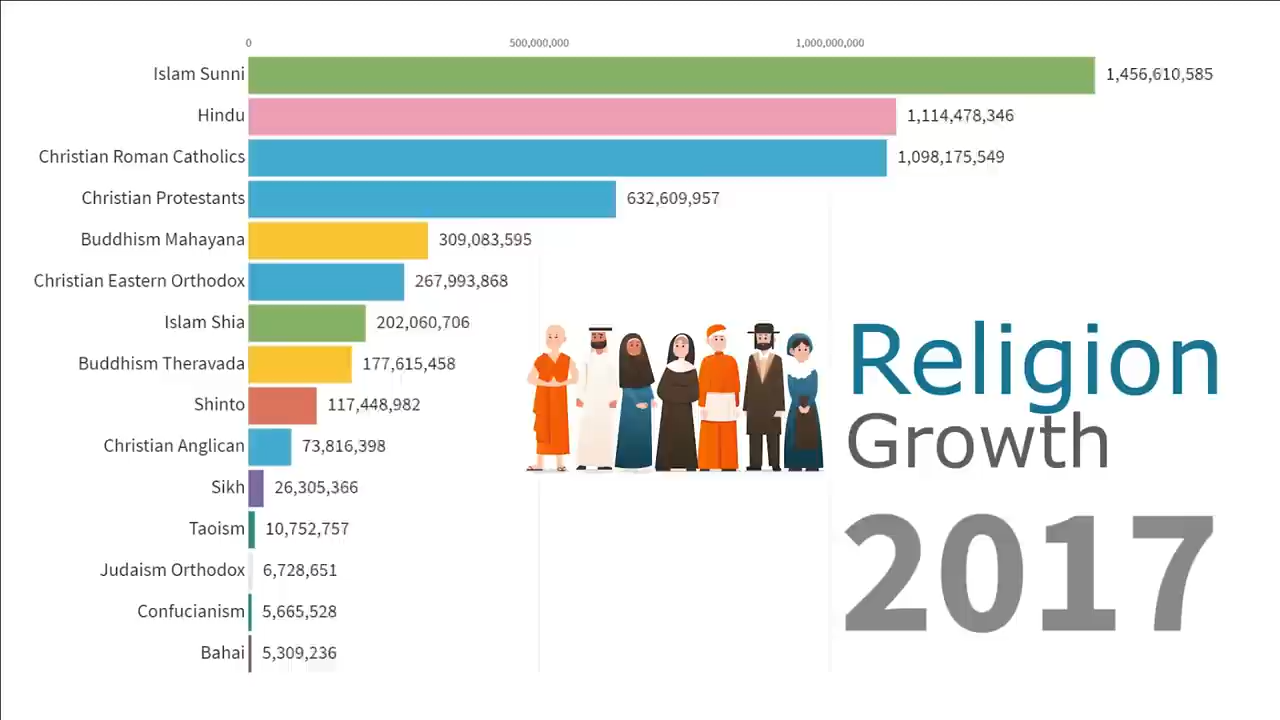 0 500,000,000 1,000,000,000
Islam Sunni 1,456,610,585
Hindu 1,114,478,346
Christian Roman Catholics 1,098,175,549
Christian Protestants 632,609,957
Buddhism Mahayana 309,083,595
Christian Eastern Orthodox 267,993,868
Islam Shia 202,060,706
Buddhism Theravada 177,615,458
Shinto 117,448,982
Christian Anglican 73,816,398
Sikh 26,305,366
Taoism 10,752,757
Judaism Orthodox 6,728,651
Confucianism 5,665,528
Bahai 5,309,236
Religion
Growth
2017